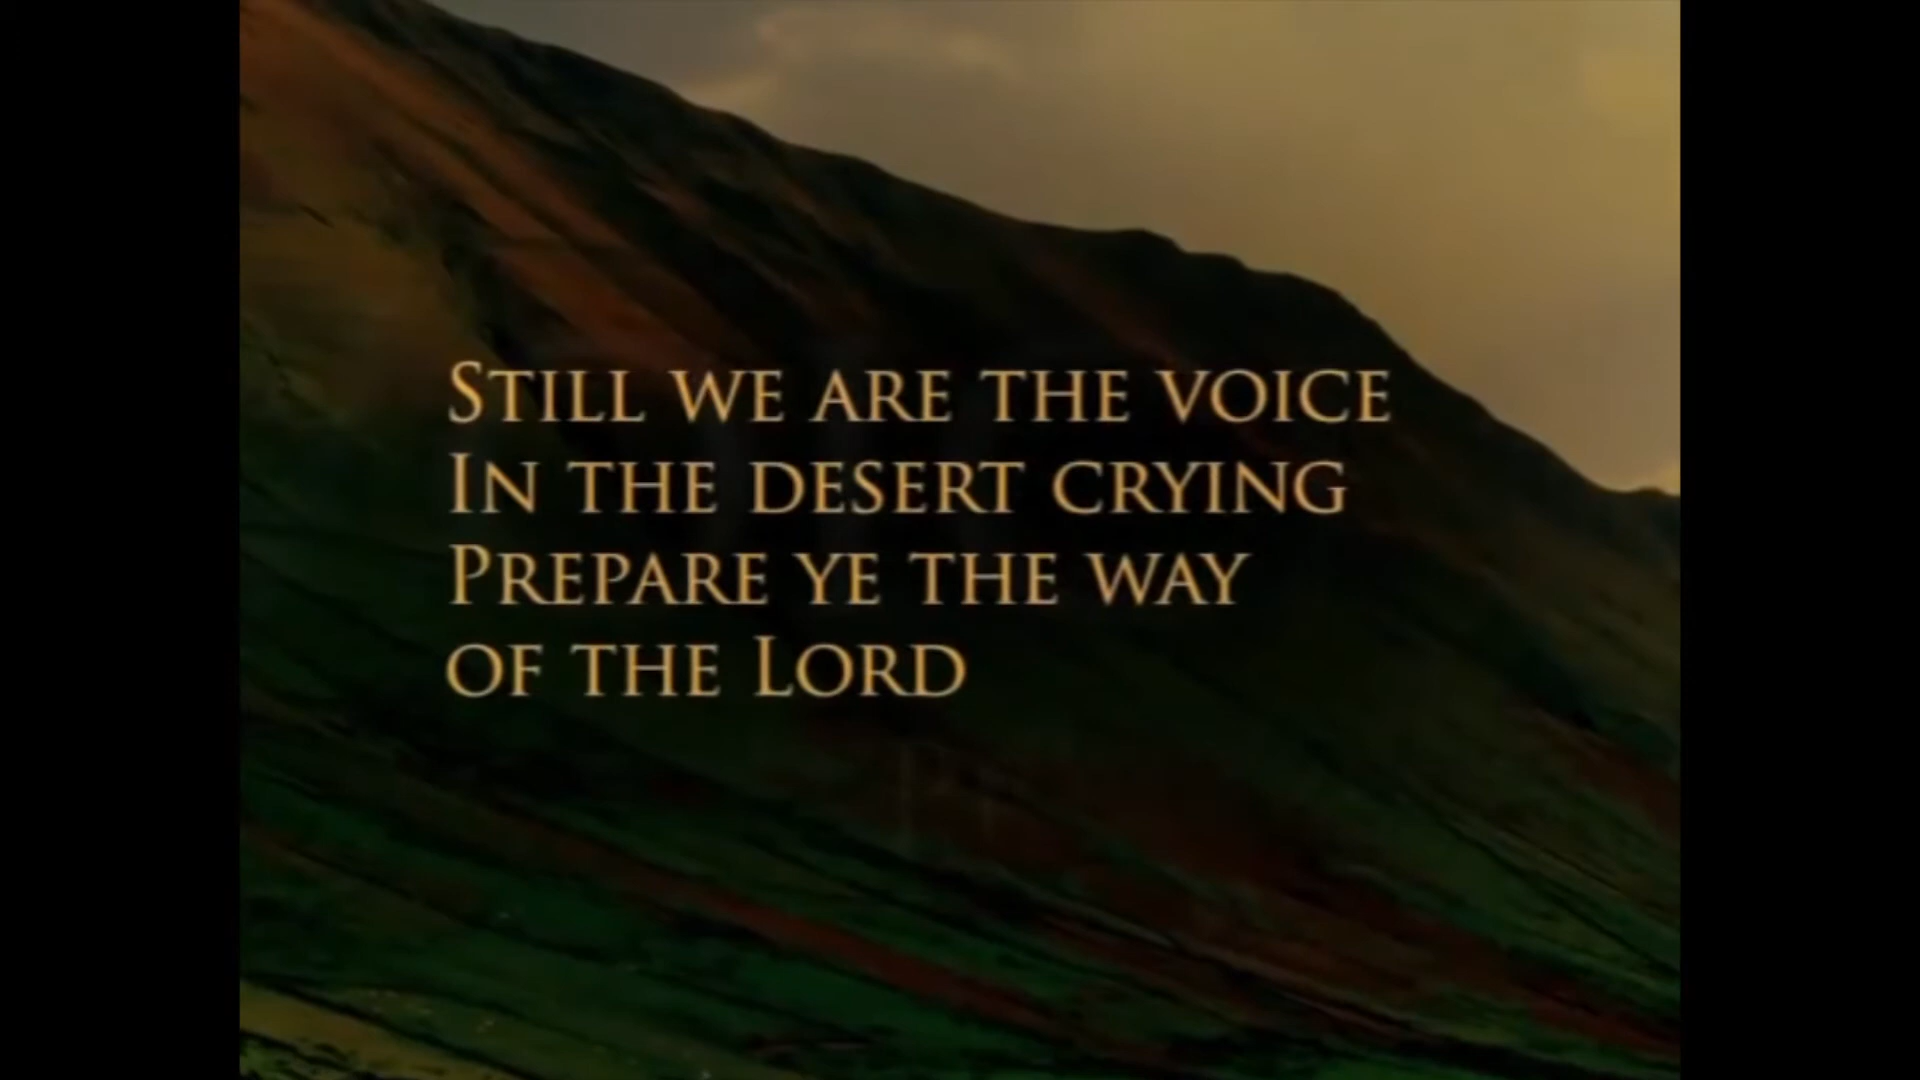 Still we are the voice
In the desert crying
Prepare ye the way
of the Lord